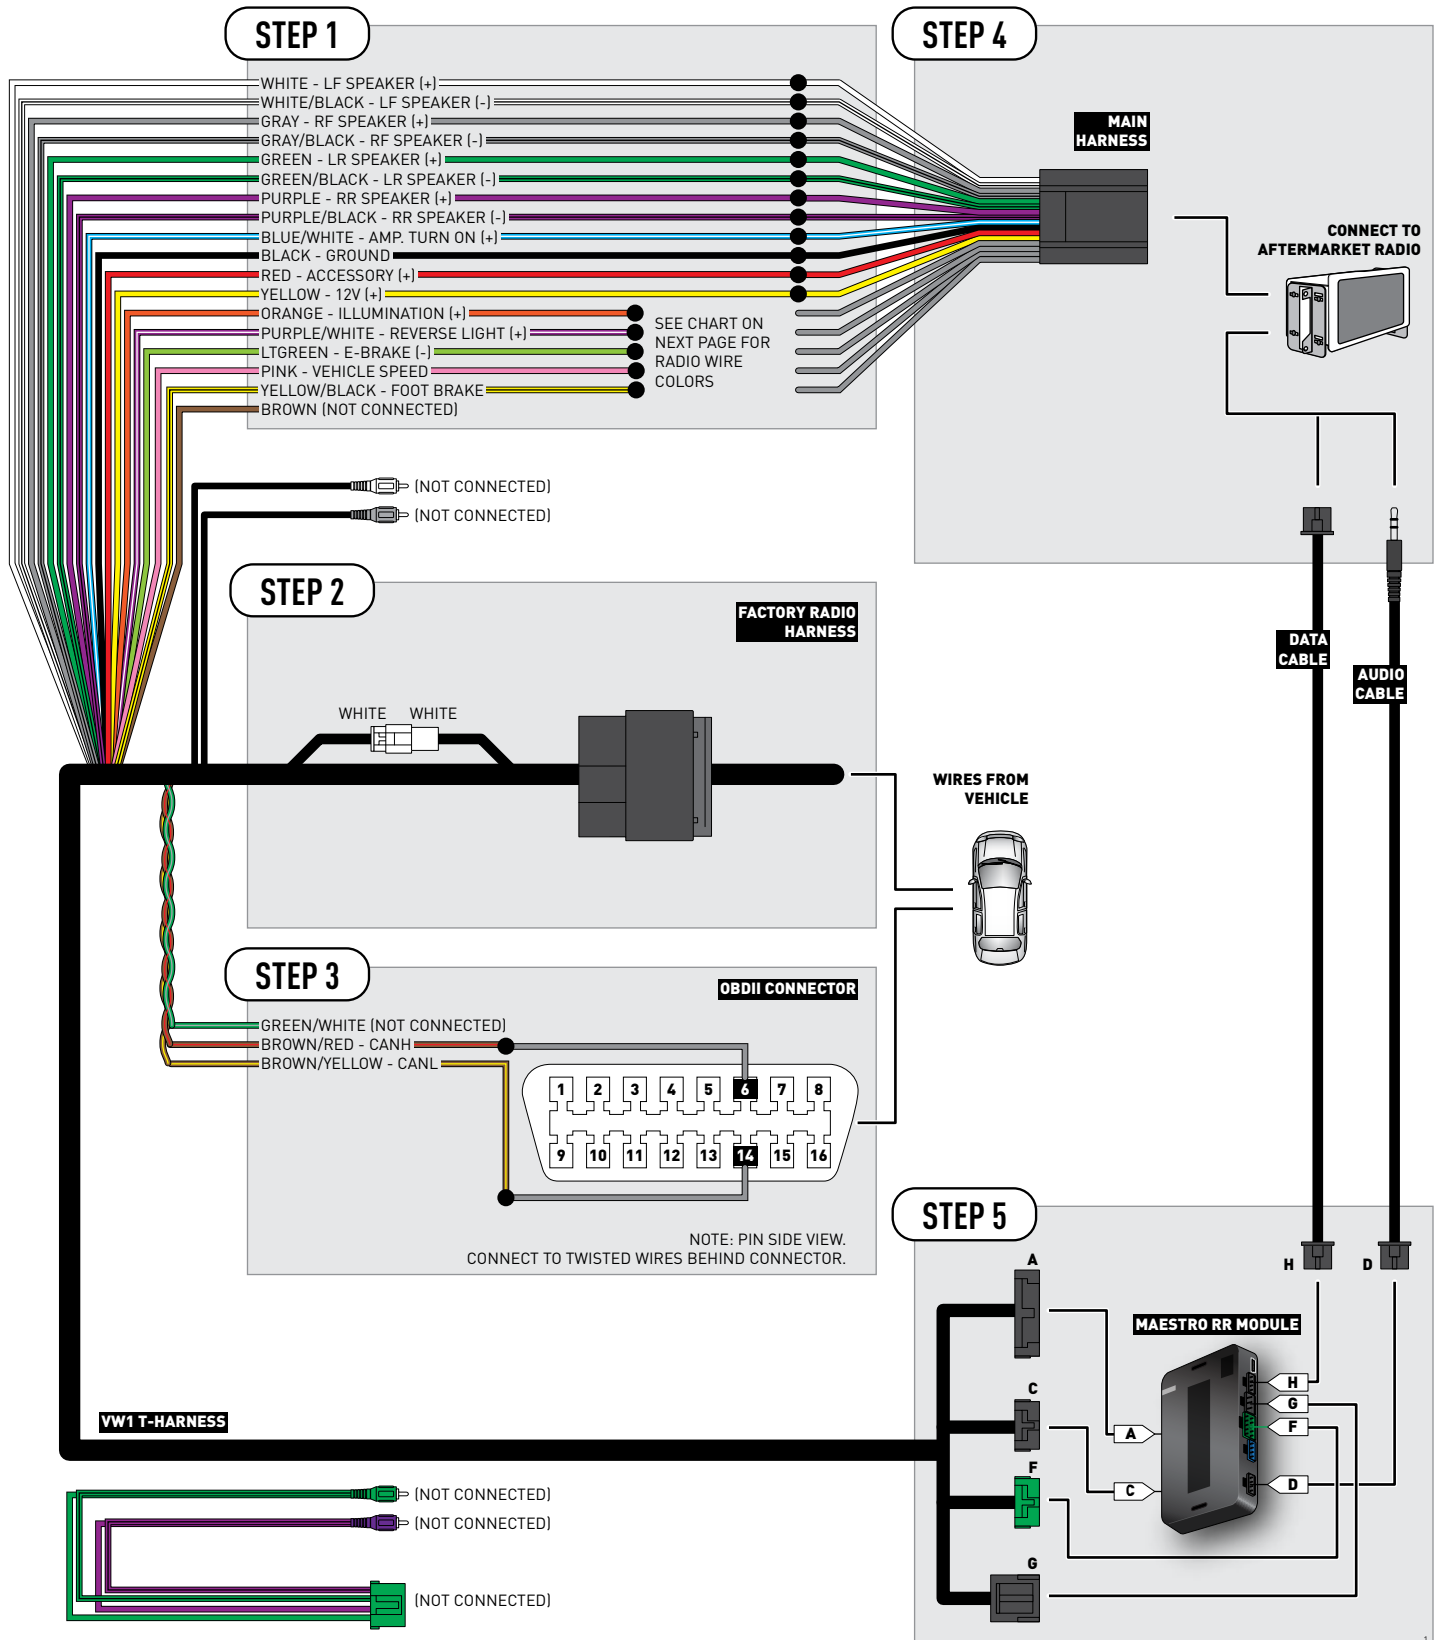 STEP 1
WHITE - LF SPEAKER (+)
WHITE/BLACK - LF SPEAKER (-)
GRAY - RF SPEAKER (+)
GRAY/BLACK - RF SPEAKER (-)
GREEN - LR SPEAKER (+)
GREEN/BLACK - LR SPEAKER (-)
PURPLE - RR SPEAKER (+)
PURPLE/BLACK - RR SPEAKER (-)
BLUE/WHITE - AMP. TURN ON (+)
BLACK - GROUND
RED - ACCESSORY (+)
YELLOW - 12V (+)
ORANGE - ILLUMINATION (+)
PURPLE/WHITE - REVERSE LIGHT (+)
LTGREEN - E-BRAKE (-)
PINK - VEHICLE SPEED
YELLOW/BLACK - FOOT BRAKE
BROWN (NOT CONNECTED)
SEE CHART ON
NEXT PAGE FOR
RADIO WIRE
COLORS
(NOT CONNECTED)
(NOT CONNECTED)
STEP 4
MAIN
HARNESS
CONNECT TO
AFTERMARKET RADIO
DATA
CABLE
AUDIO
CABLE
STEP 2
FACTORY RADIO
HARNESS
WHITE WHITE
WIRES FROM
VEHICLE
STEP 3
OBDII CONNECTOR
GREEN/WHITE (NOT CONNECTED)
BROWN/RED - CANH
BROWN/YELLOW - CANL
1 2 3 4 5 6 7 8
9 10 11 12 13 14 15 16
NOTE: PIN SIDE VIEW.
CONNECT TO TWISTED WIRES BEHIND CONNECTOR.
STEP 5
H D
A
MAESTRO RR MODULE
H
C
G
A F
F
C D
G
VW1 T-HARNESS
(NOT CONNECTED)
(NOT CONNECTED)
(NOT CONNECTED)
1